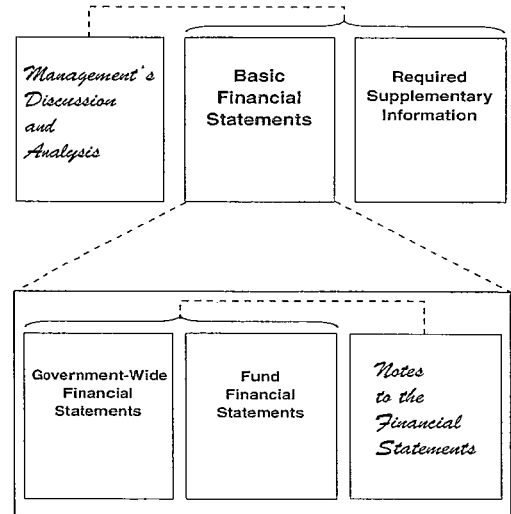 Management's
Discussion
and
Analysis
Basic
Financial
Statements
Required
Supplementary
Information
Government-Wide
Financial
Statements
Fund
Financial
Statements
Notes
to the
Financial
Statements